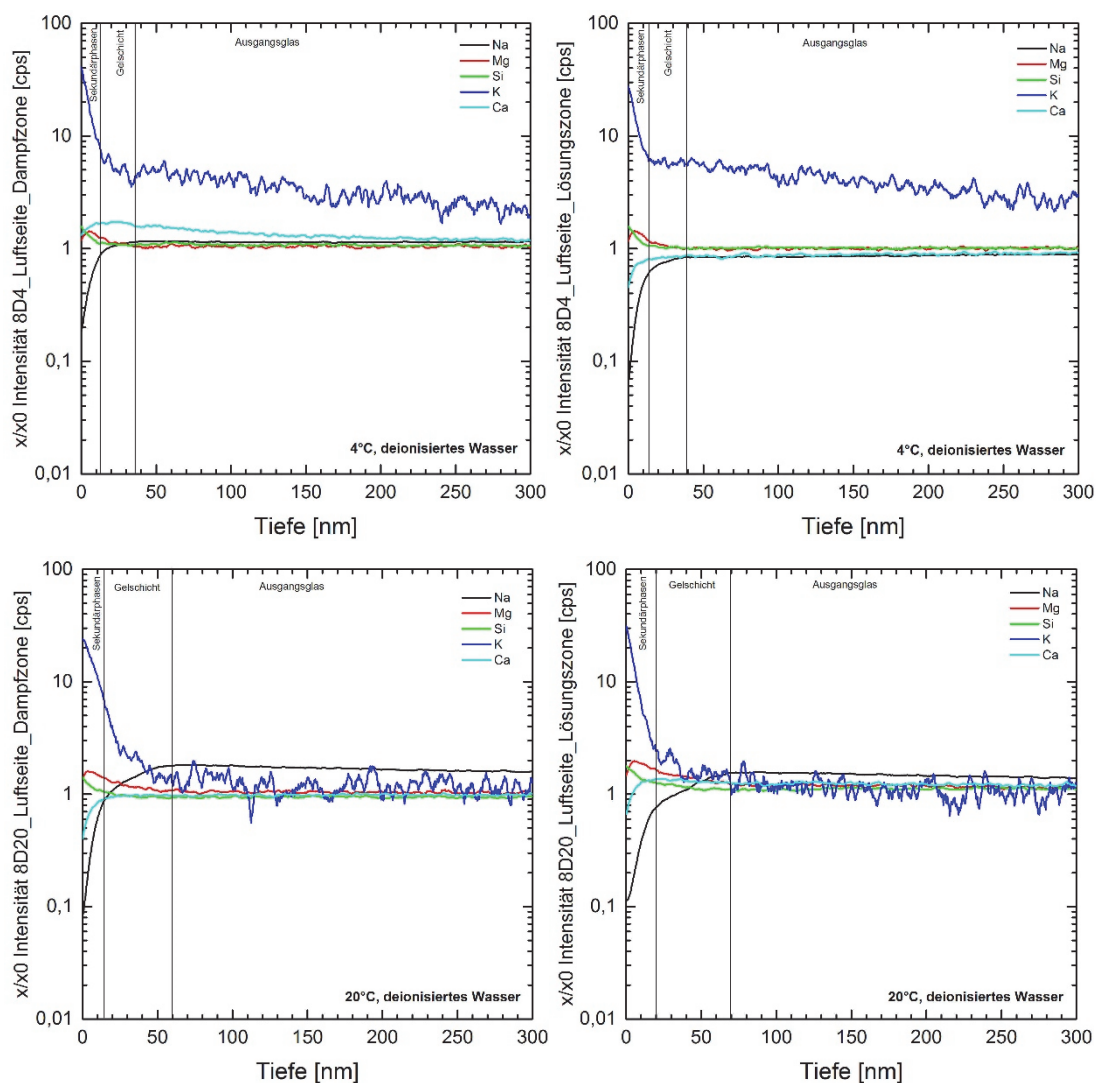 x/x0 Intensität 8D4_Luftseite_Dampfzone [cps]
100
10
1
0,1
0,01
Sekundärphasen
Gelschicht
Ausgangsglas
Na
Mg
Si
K
Ca
4°C, deionisiertes Wasser
0 50 100 150 200 250 300
Tiefe [nm]
x/x0 Intensität 8D4_Luftseite_Lösungszone [cps]
100
10
1
0,1
0,01
Sekundärphasen
Gelschicht
Ausgangsglas
Na
Mg
Si
K
Ca
4°C, deionisiertes Wasser
0 50 100 150 200 250 300
Tiefe [nm]
x/x0 Intensität 8D20_Luftseite_Dampfzone [cps]
100
10
1
0,1
0,01
Sekundärphasen
Gelschicht
Ausgangsglas
Na
Mg
Si
K
Ca
20°C, deionisiertes Wasser
0 50 100 150 200 250 300
Tiefe [nm]
x/x0 Intensität 8D20_Luftseite_Lösungszone [cps]
100
10
1
0,1
0,01
Sekundärphasen
Gelschicht
Ausgangsglas
Na
Mg
Si
K
Ca
20°C, deionisiertes Wasser
0 50 100 150 200 250 300
Tiefe [nm]